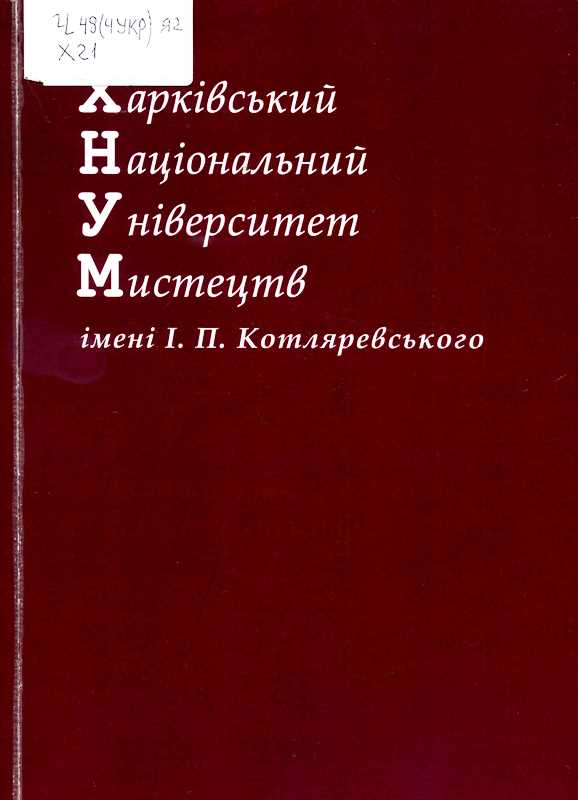 Ц 48(4УКР) я2
Х21
Харківський
Національний
Університет
Мистецтв
імені І. П. Котляревського